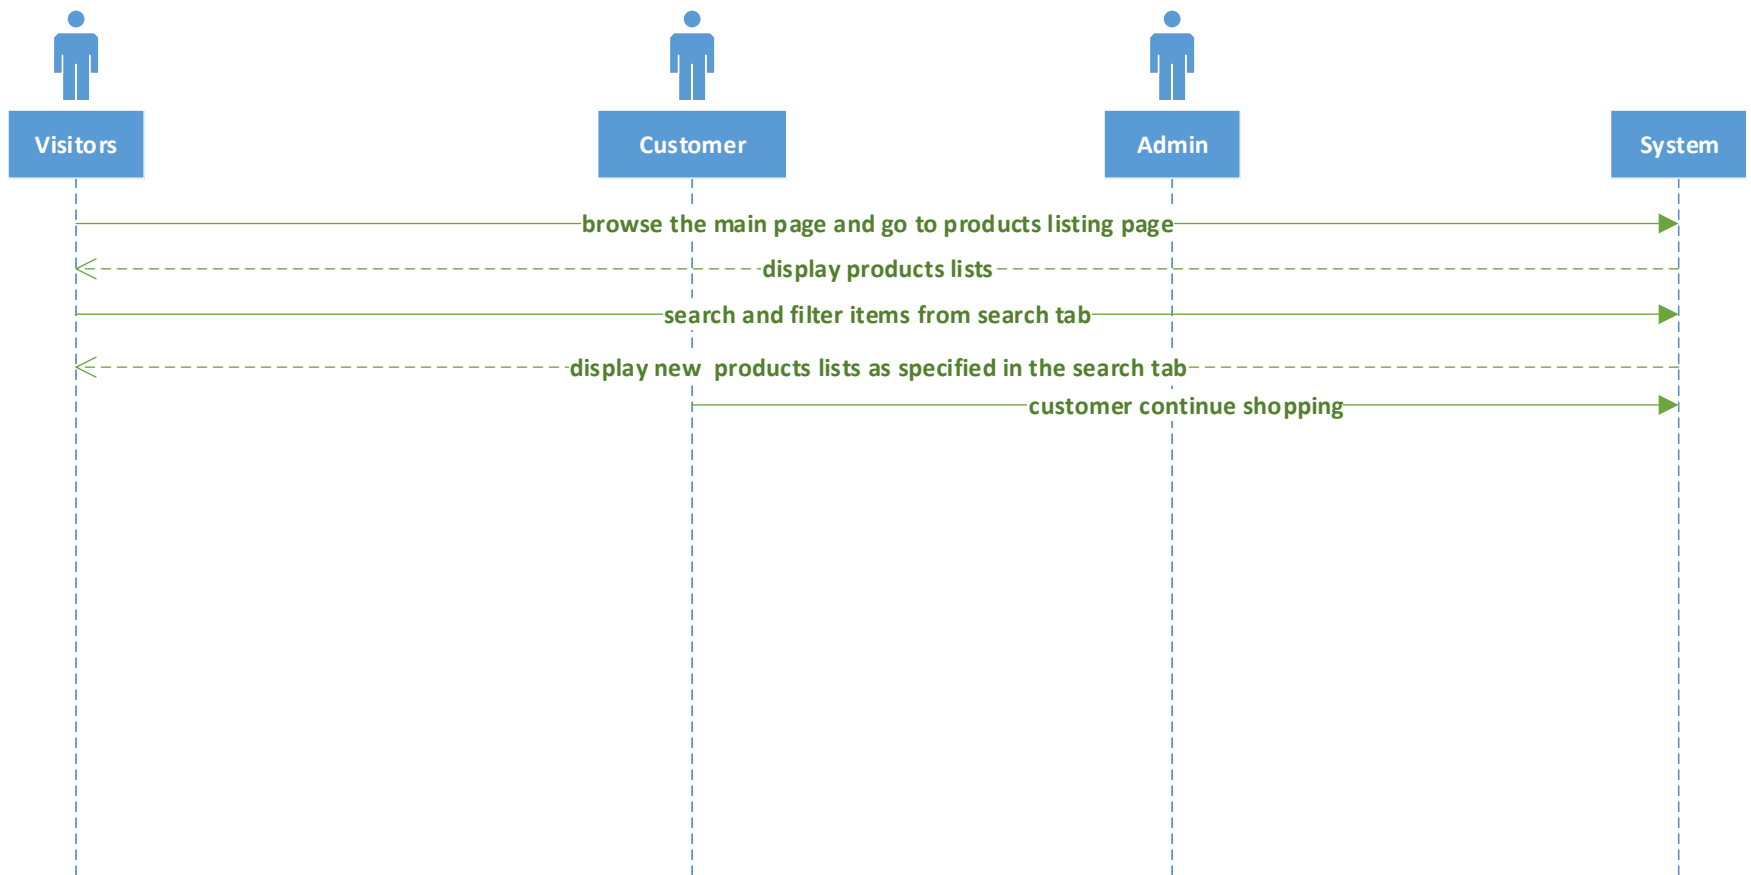 Visitors
Customer
Admin
System
browse the main page and go to products listing page
display products lists
search and filter items from search tab
display new  products lists as specified in the search tab
customer continue shopping